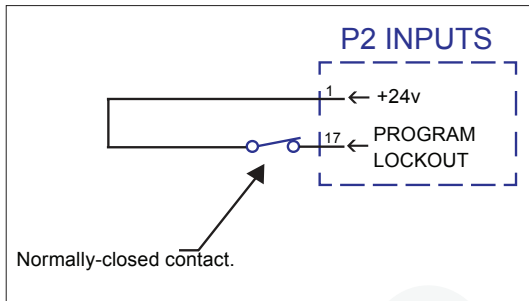 P2 INPUTS
1
+24v
17
PROGRAM
LOCKOUT
Normally-closed contact.